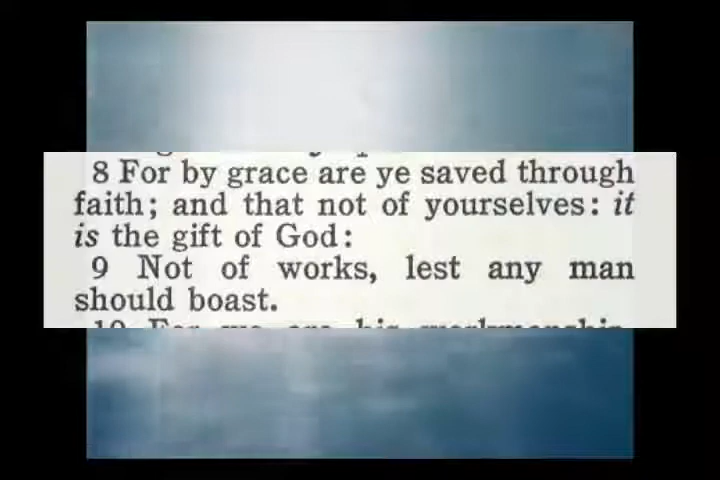 8 For by grace are ye saved through
faith; and that not of yourselves: it
is the gift of God:
9 Not of works, lest any man
should boast.